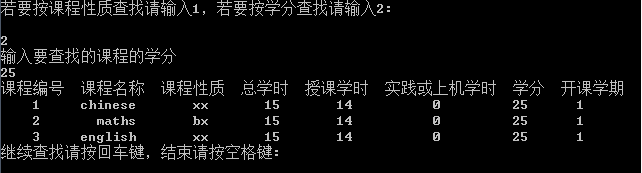 若要按课程性质查找请输入1，若要按学分查找请输入2：
2
输入要查找的课程的学分
25
课程编号 课程名称 课程性质 总学时 授课学时 实践或上机学时 学分 开课学期
1 chinese xx 15 14 0 25 1
2 maths bx 15 14 0 25 1
3 english xx 15 14 0 25 1
继续查找请按回车键，结束请按空格键：